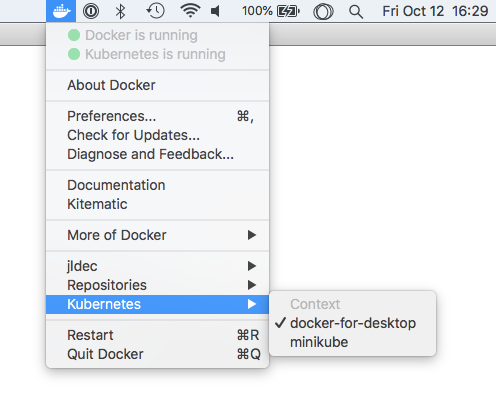 100% Fri Oct 12 16:29
Docker is running
Kubernetes is running
About Docker
Preferences... ⌘,
Check for Updates...
Diagnose and Feedback...
Documentation
Kitematic
More of Docker ▶
jldec ▶
Repositories ▶
Kubernetes ▶
Context
✓ docker-for-desktop
minikube
Restart ⌘R
Quit Docker ⌘Q